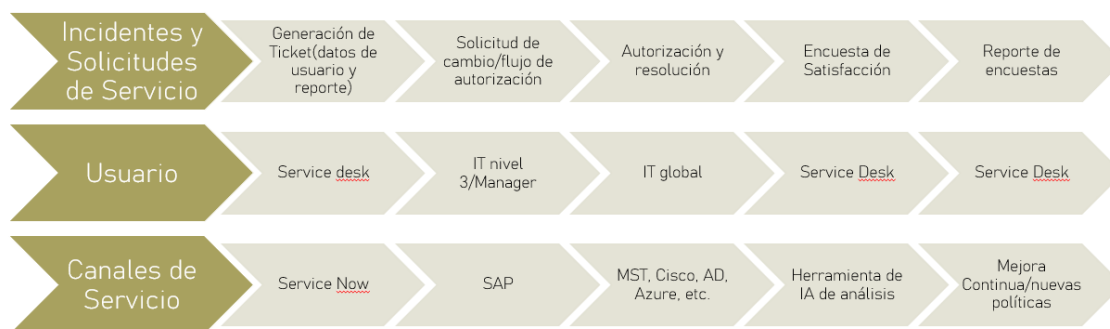 Incidentes y
Solicitudes
de Servicio
Generación de
Ticket(datos de
usuario y
reporte)
Solicitud de
cambio/flujo de
autorización
Autorización y
resolución
Encuesta de
Satisfacción
Reporte de
encuestas
Usuario
Service desk
IT nivel
3/Manager
IT global
Service Desk
Service Desk
Canales de
Servicio
Service Now
SAP
MST, Cisco, AD,
Azure, etc.
Herramienta de
IA de análisis
Mejora
Continua/nuevas
políticas